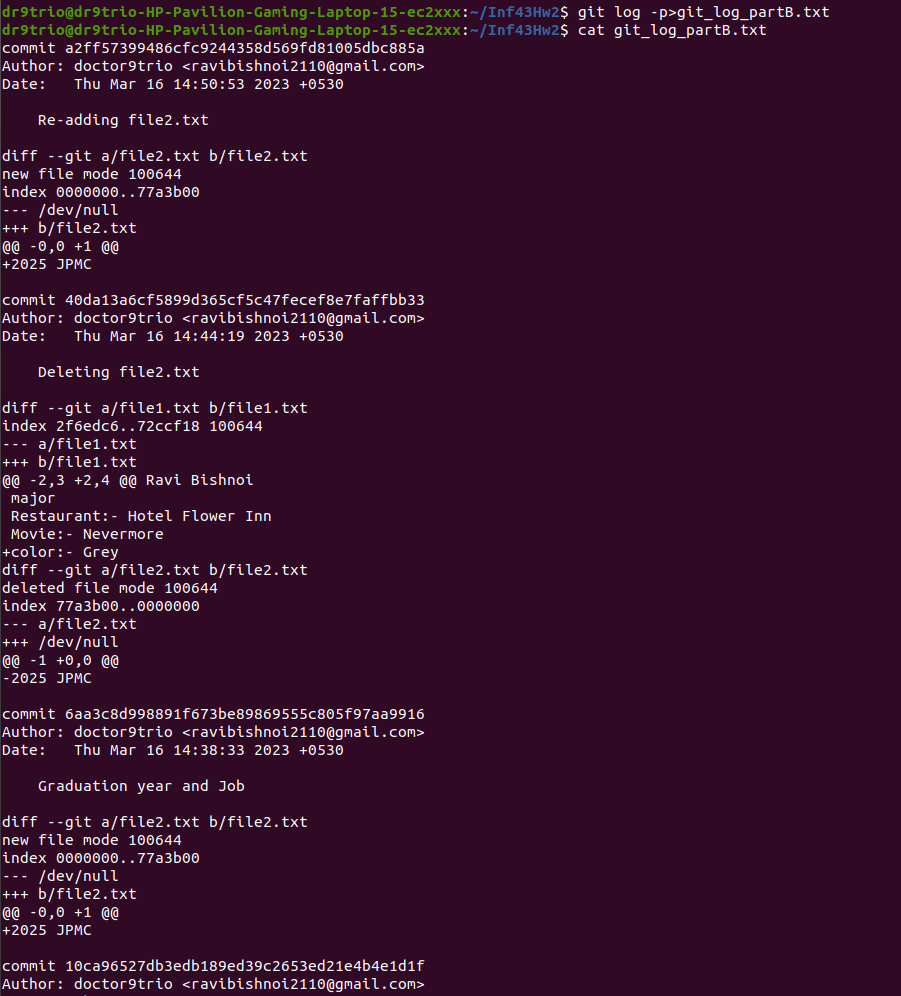 dr9trio@dr9trio-HP-Pavilion-Gaming-Laptop-15-ec2xxx:~/Inf43Hw2$ git log -p>git_log_partB.txt
dr9trio@dr9trio-HP-Pavilion-Gaming-Laptop-15-ec2xxx:~/Inf43Hw2$ cat git_log_partB.txt
commit a2ff57399486cfc9244358d569fd81005dbc885a
Author: doctor9trio <ravibishnoi2110@gmail.com>
Date:   Thu Mar 16 14:50:53 2023 +0530

    Re-adding file2.txt

diff --git a/file2.txt b/file2.txt
new file mode 100644
index 0000000..77a3b00
--- /dev/null
+++ b/file2.txt
@@ -0,0 +1 @@
+2025 JPMC

commit 40da13a6cf5899d365cf5c47fecef8e7faffbb33
Author: doctor9trio <ravibishnoi2110@gmail.com>
Date:   Thu Mar 16 14:44:19 2023 +0530

    Deleting file2.txt

diff --git a/file1.txt b/file1.txt
index 2f6edc6..72ccf18 100644
--- a/file1.txt
+++ b/file1.txt
@@ -2,3 +2,4 @@ Ravi Bishnoi
 major
 Restaurant:- Hotel Flower Inn
 Movie:- Nevermore
+color:- Grey
diff --git a/file2.txt b/file2.txt
deleted file mode 100644
index 77a3b00..0000000
--- a/file2.txt
+++ /dev/null
@@ -1 +0,0 @@
-2025 JPMC

commit 6aa3c8d998891f673be89869555c805f97aa9916
Author: doctor9trio <ravibishnoi2110@gmail.com>
Date:   Thu Mar 16 14:38:33 2023 +0530

    Graduation year and Job

diff --git a/file2.txt b/file2.txt
new file mode 100644
index 0000000..77a3b00
--- /dev/null
+++ b/file2.txt
@@ -0,0 +1 @@
+2025 JPMC

commit 10ca96527db3edb189ed39c2653ed21e4b4e1d1f
Author: doctor9trio <ravibishnoi2110@gmail.com>